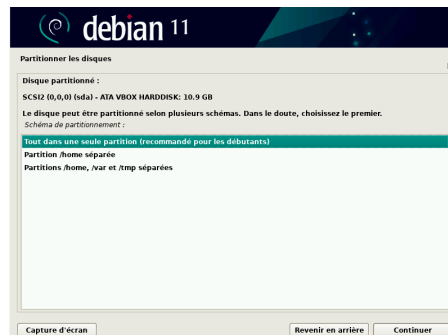 debian 11
Partitionner les disques
Disque partitionné :
SCSI2 (0,0,0) (sda) - ATA VBOX HARDDISK: 10.9 GB
Le disque peut être partitionné selon plusieurs schémas. Dans le doute, choisissez le premier.
Schéma de partitionnement :
Tout dans une seule partition (recommandé pour les débutants)
Partition /home séparée
Partitions /home, /var et /tmp séparées
Capture d'écran
Revenir en arrière
Continuer